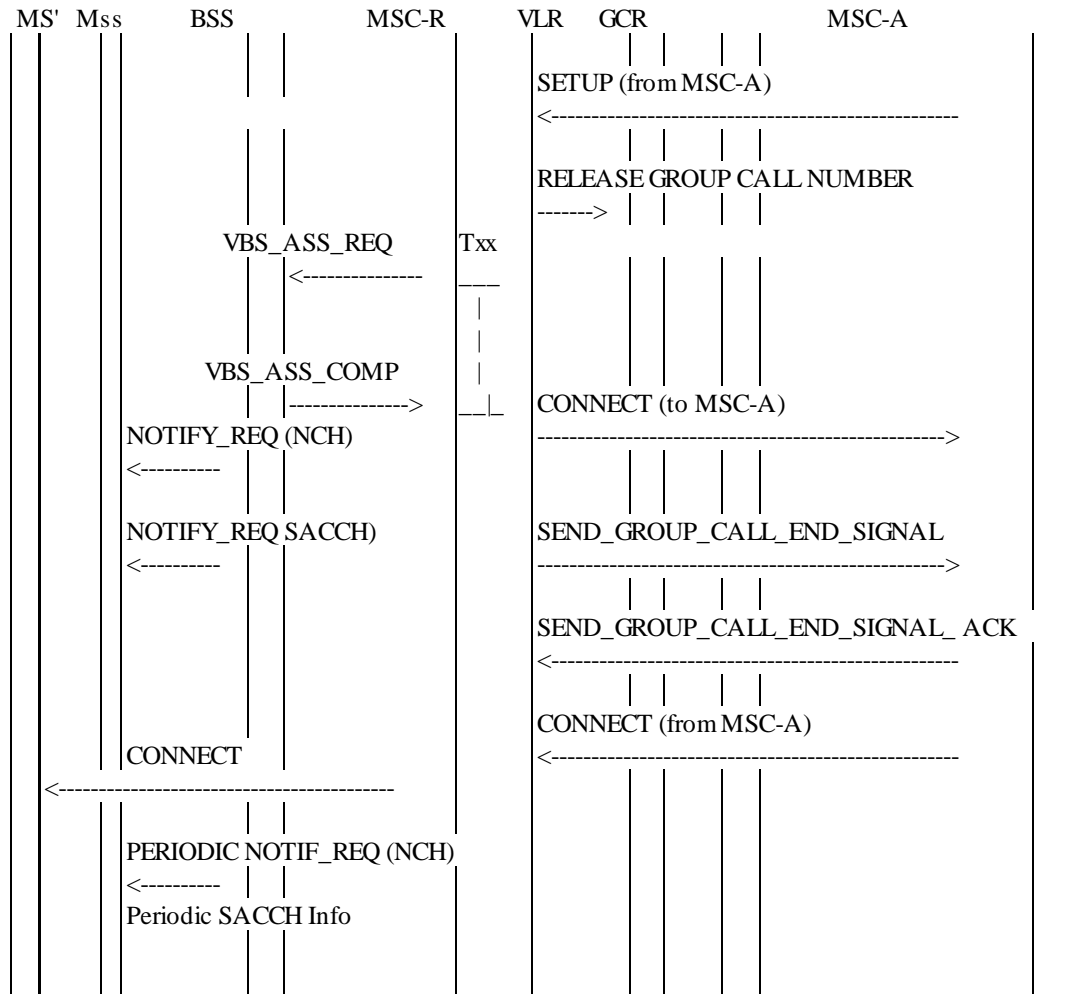 MS' Mss BSS MSC-R VLR GCR MSC-A
SETUP (from MSC-A)
<---------------------------------------------------
RELEASE GROUP CALL NUMBER
------->
VBS_ASS_REQ Txx
<---------------
VBS_ASS_COMP
---------------> CONNECT (to MSC-A)
NOTIFY_REQ (NCH) --------------------------------------------------->
<----------
NOTIFY_REQ SACCH) SEND_GROUP_CALL_END_SIGNAL
<---------- --------------------------------------------------->
SEND_GROUP_CALL_END_SIGNAL_ ACK
<---------------------------------------------------
CONNECT (from MSC-A)
CONNECT <---------------------------------------------------
<------------------------------------------
PERIODIC NOTIF_REQ (NCH)
<----------
Periodic SACCH Info